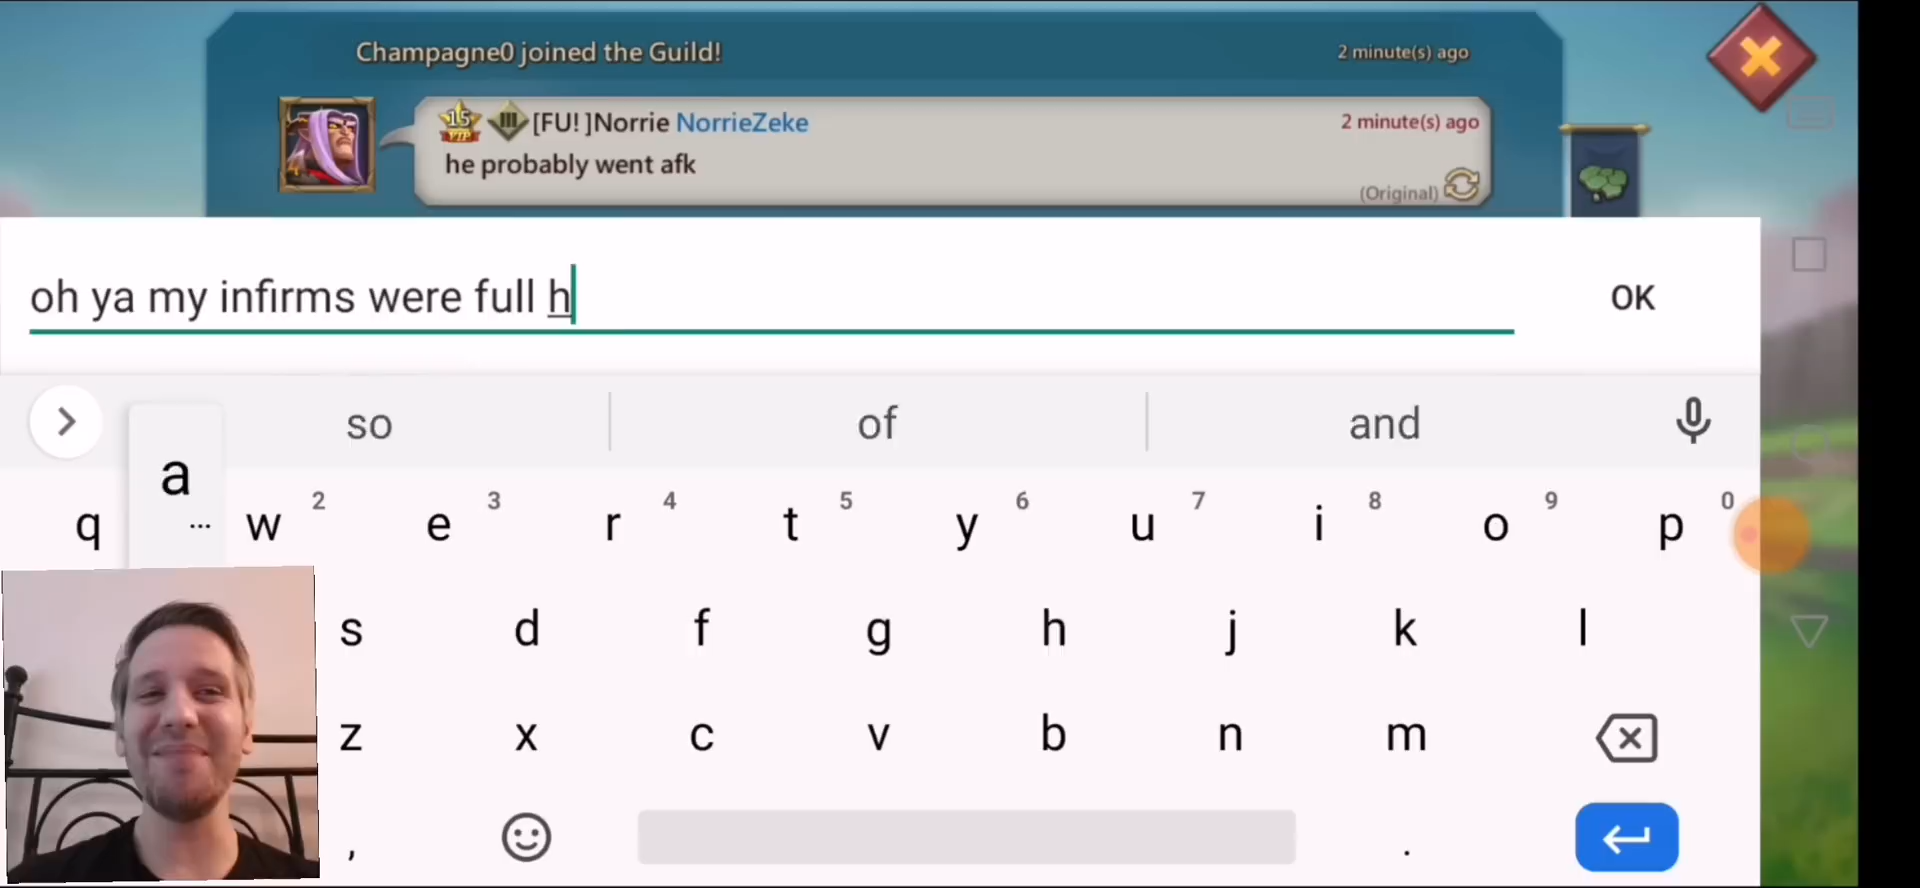 Champagne0 joined the Guild!
2 minute(s) ago
15
VIP
III
[FU! ]Norrie NorrieZeke
2 minute(s) ago
he probably went afk
(Original)
oh ya my infirms were full h
OK
so
of
and
a
...
q w 2 e 3 r 4 t 5 y 6 u 7 i 8 o 9 p 0
s d f g h j k l
z x c v b n m
, .